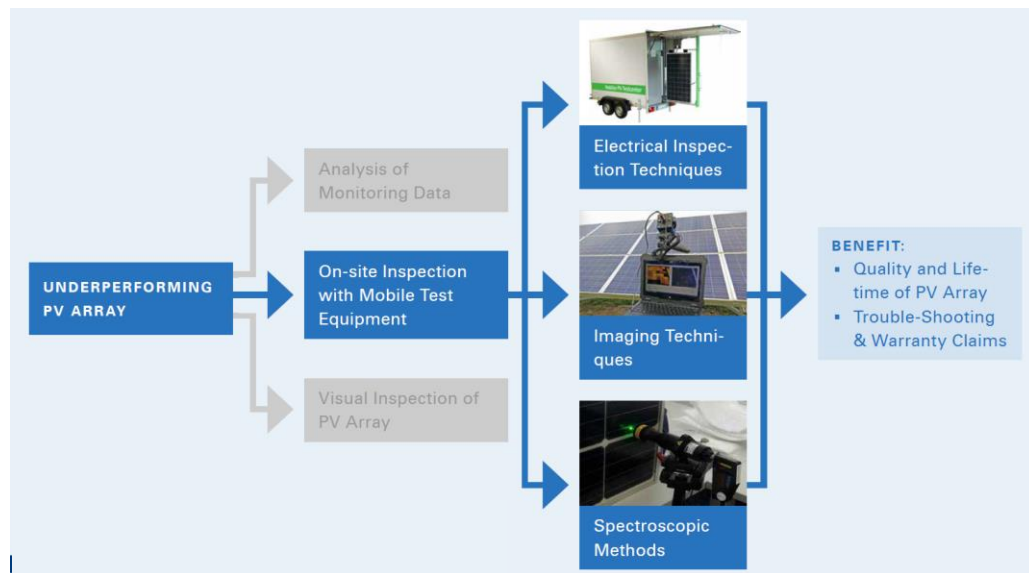 UNDERPERFORMING
PV ARRAY
Analysis of
Monitoring Data
On-site Inspection
with Mobile Test
Equipment
Visual Inspection of
PV Array
Electrical Inspec-
tion Techniques
Imaging Techni-
ques
Spectroscopic
Methods
BENEFIT:
▪ Quality and Life-
time of PV Array
▪ Trouble-Shooting
& Warranty Claims